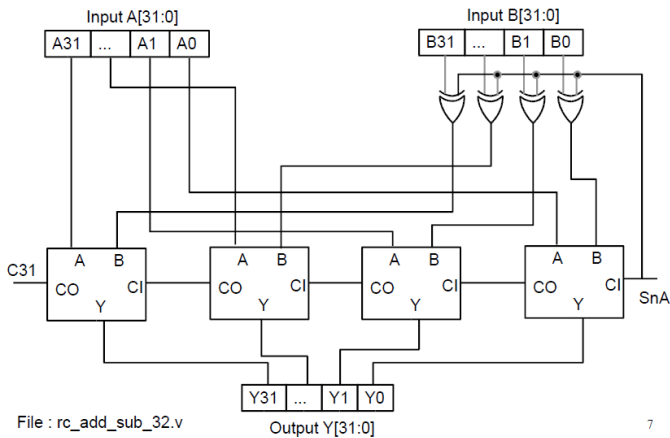 Input A[31:0]
Input B[31:0]
A31 ... A1 A0
B31 ... B1 B0
C31
A B
CO CI
Y
A B
CO CI
Y
A B
CO CI
Y
A B
CO CI
Y
SnA
Y31 ... Y1 Y0
File : rc_add_sub_32.v
Output Y[31:0]
7